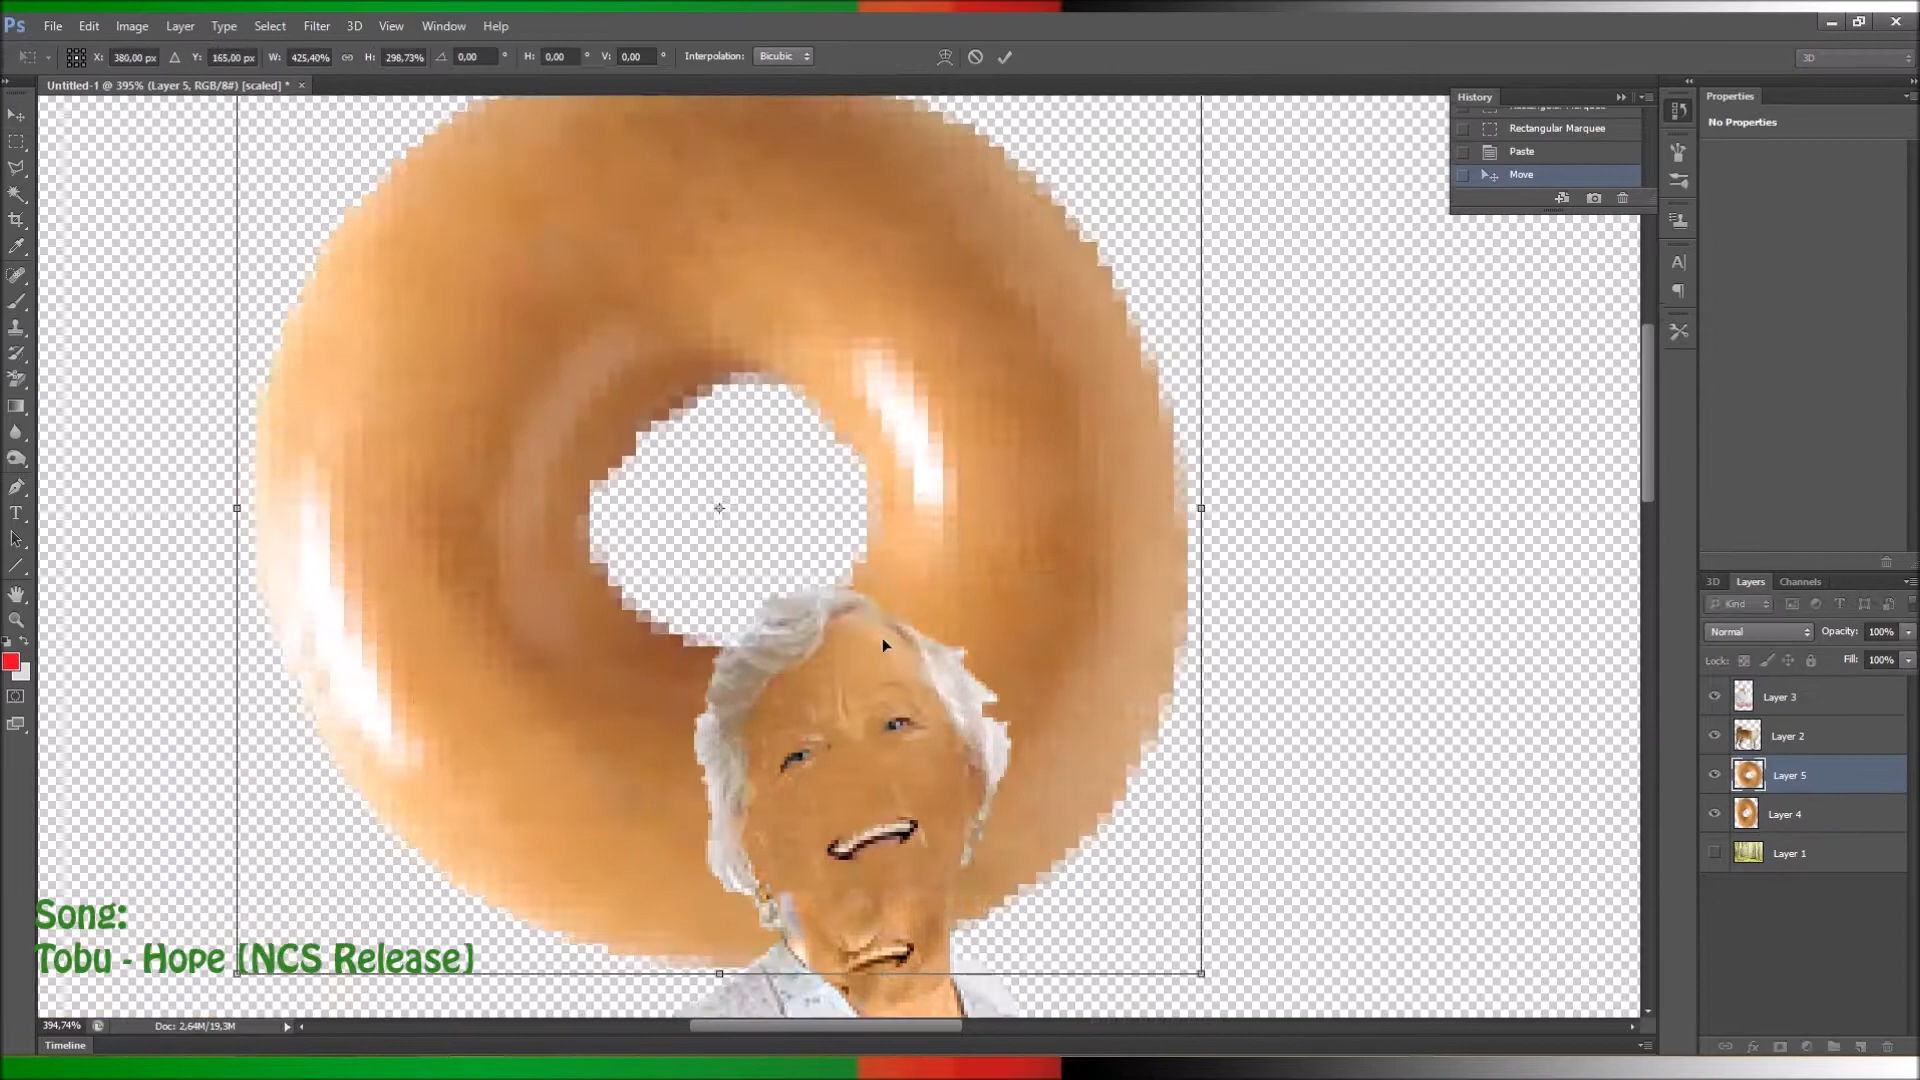 Ps File Edit Image Layer Type Select Filter 3D View Window Help
X: 380,00 px Y: 165,00 px W: 425,40% H: 298,73% 0,00 ° H: 0,00 ° V: 0,00 ° Interpolation: Bicubic 3D
Untitled-1 @ 395% (Layer 5, RGB/8#) [scaled] * ×
History
Rectangular Marquee
Rectangular Marquee
Paste
Move
Properties
No Properties
3D Layers Channels
Kind
Normal Opacity: 100%
Lock: Fill: 100%
Layer 3
Layer 2
Layer 5
Layer 4
Layer 1
Song:
Tobu - Hope [NCS Release]
394,74% Doc: 2,64M/19,3M
Timeline